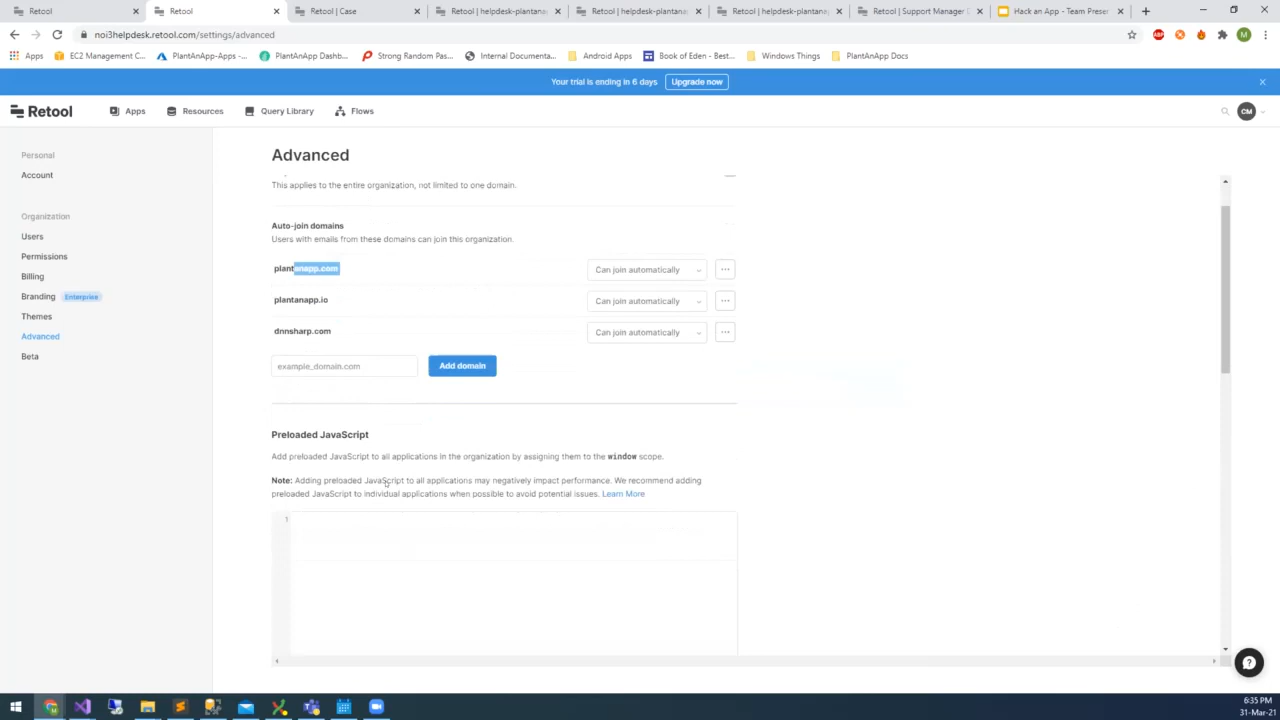 Retool
Retool
Retool | Case
Retool | helpdesk-plantana
Retool | helpdesk-plantana
Retool | helpdesk-plantana
Retool | Support Manager D
Hack an App - Team Presen
noi3helpdesk.retool.com/settings/advanced
ABP
M
Apps
EC2 Management C...
PlantAnApp-Apps -...
PlantAnApp Dashb...
Strong Random Pas...
Internal Documenta...
Android Apps
Book of Eden - Best...
Windows Things
PlantAnApp Docs
Your trial is ending in 6 days
Upgrade now
Retool
Apps
Resources
Query Library
Flows
CM
Personal
Account
Organization
Users
Permissions
Billing
Branding Enterprise
Themes
Advanced
Beta
Advanced
This applies to the entire organization, not limited to one domain.
Auto-join domains
Users with emails from these domains can join this organization.
plantanapp.com
Can join automatically
plantanapp.io
Can join automatically
dnnsharp.com
Can join automatically
example_domain.com
Add domain
Preloaded JavaScript
Add preloaded JavaScript to all applications in the organization by assigning them to the window scope.
Note: Adding preloaded JavaScript to all applications may negatively impact performance. We recommend adding
preloaded JavaScript to individual applications when possible to avoid potential issues. Learn More
1
6:35 PM
31-Mar-21